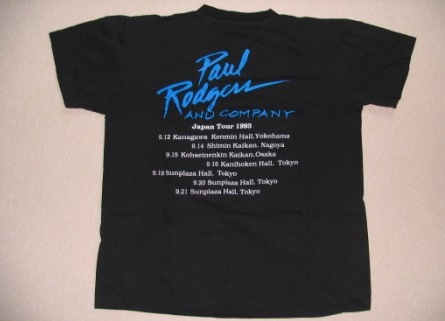 Paul
Rodgers
AND COMPANY
Japan Tour 1993
9.12 Kanagawa Kenmin Hall, Yokohama
9.14 Shimin Kaikan, Nagoya
9.15 Kohseinenkin Kaikan, Osaka
9.16 Kanihoken Hall, Tokyo
9.19 Sunplaza Hall, Tokyo
9.20 Sunplaza Hall, Tokyo
9.21 Sunplaza Hall, Tokyo